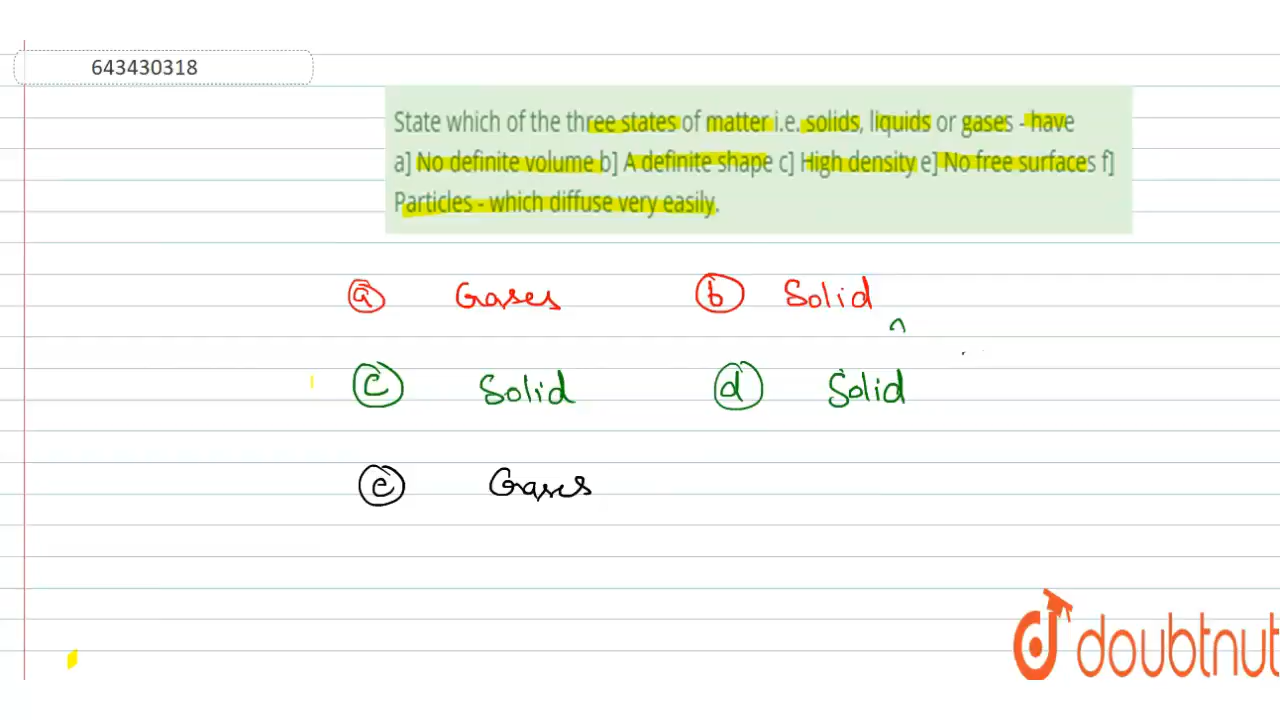 643430318
State which of the three states of matter i.e. solids, liquids or gases - have
a] No definite volume b] A definite shape c] High density e] No free surfaces f]
Particles - which diffuse very easily.
a Gases b Solid
c Solid d Solid
e Gases
doubtnut